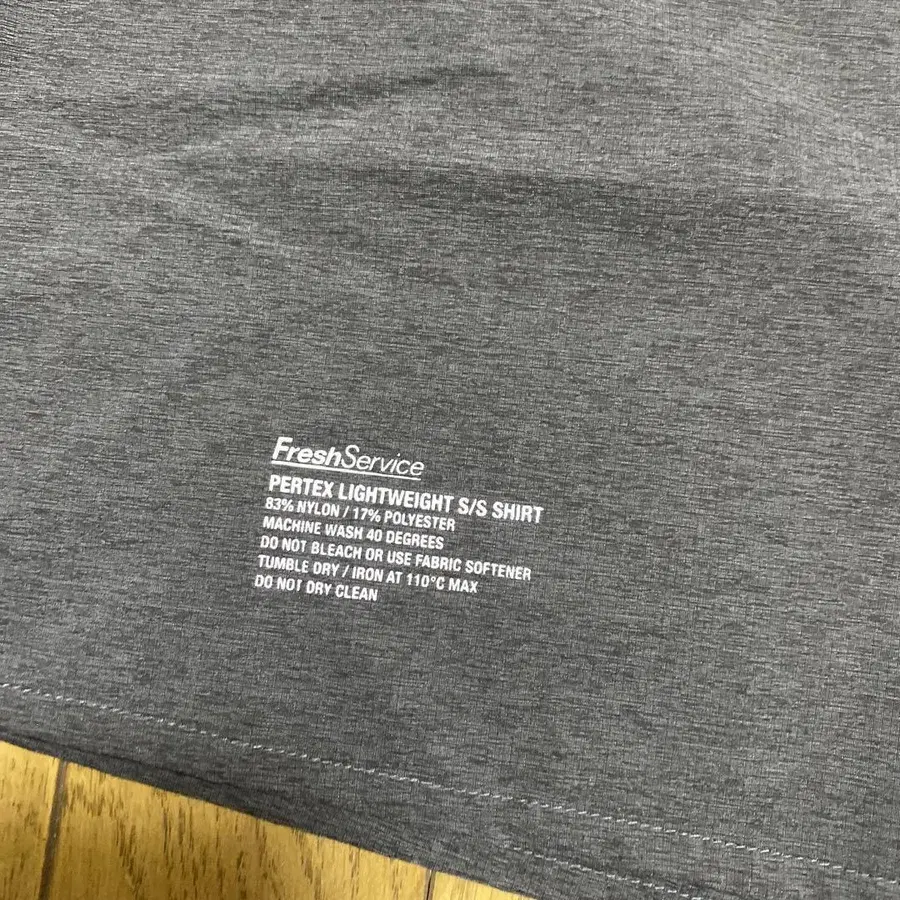 FreshService
PERTEX LIGHTWEIGHT S/S SHIRT
83% NYLON / 17% POLYESTER
MACHINE WASH 40 DEGREES
DO NOT BLEACH OR USE FABRIC SOFTENER
TUMBLE DRY / IRON AT 110°C MAX
DO NOT DRY CLEAN